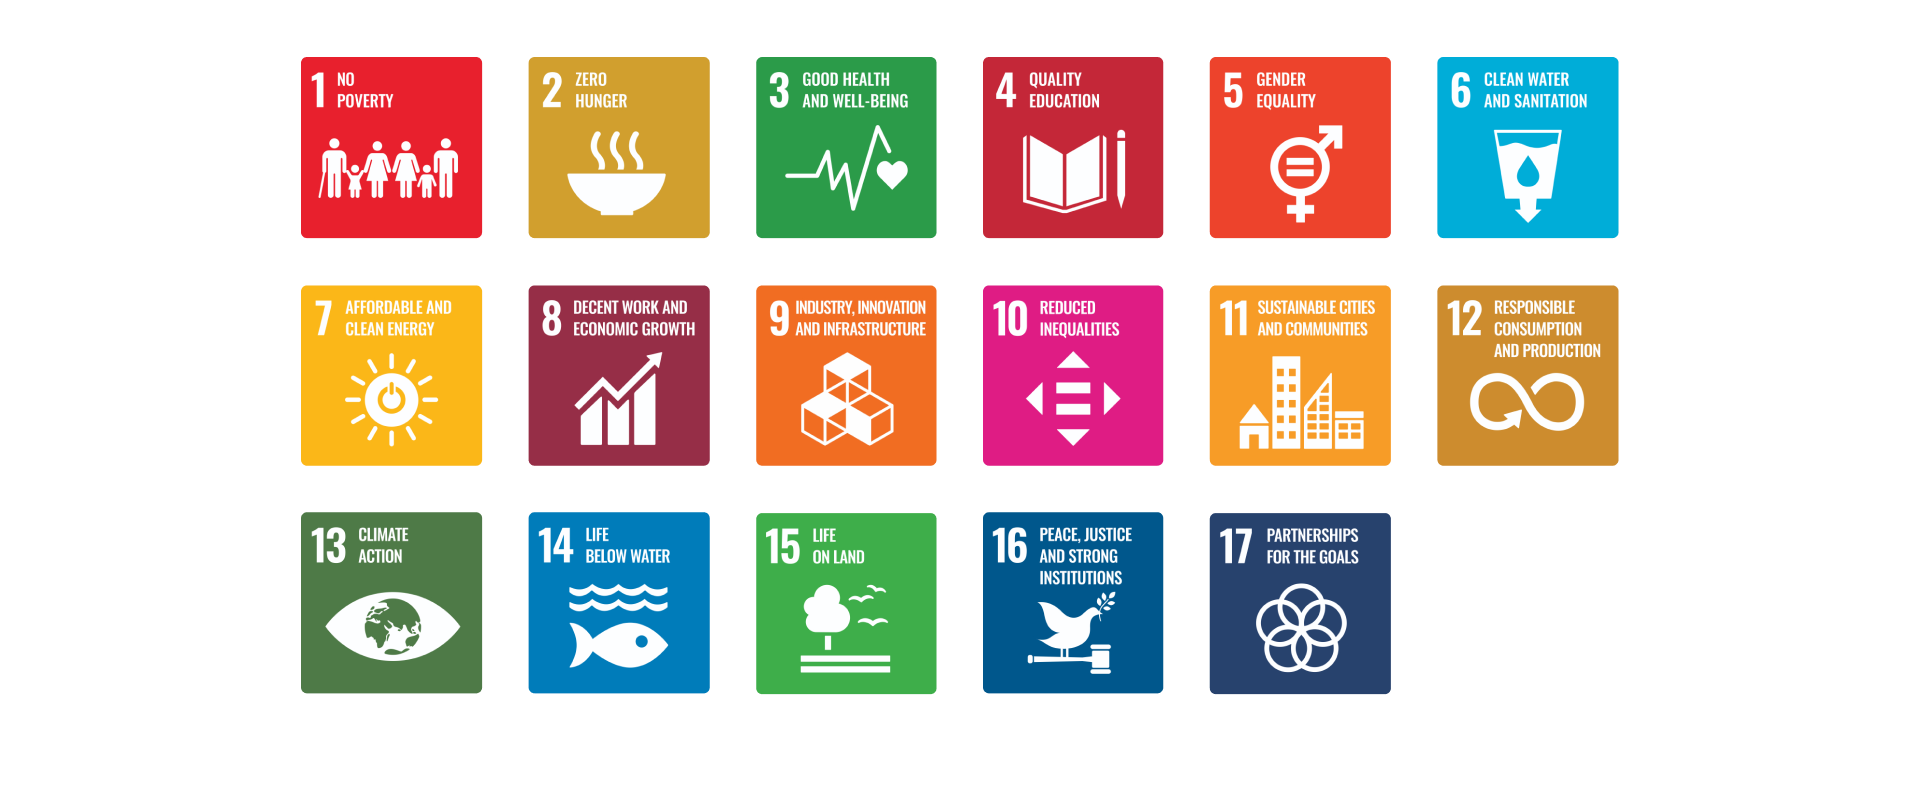 1 NO
POVERTY
2 ZERO
HUNGER
3 GOOD HEALTH
AND WELL-BEING
4 QUALITY
EDUCATION
5 GENDER
EQUALITY
6 CLEAN WATER
AND SANITATION
7 AFFORDABLE AND
CLEAN ENERGY
8 DECENT WORK AND
ECONOMIC GROWTH
9 INDUSTRY, INNOVATION
AND INFRASTRUCTURE
10 REDUCED
INEQUALITIES
11 SUSTAINABLE CITIES
AND COMMUNITIES
12 RESPONSIBLE
CONSUMPTION
AND PRODUCTION
13 CLIMATE
ACTION
14 LIFE
BELOW WATER
15 LIFE
ON LAND
16 PEACE, JUSTICE
AND STRONG
INSTITUTIONS
17 PARTNERSHIPS
FOR THE GOALS